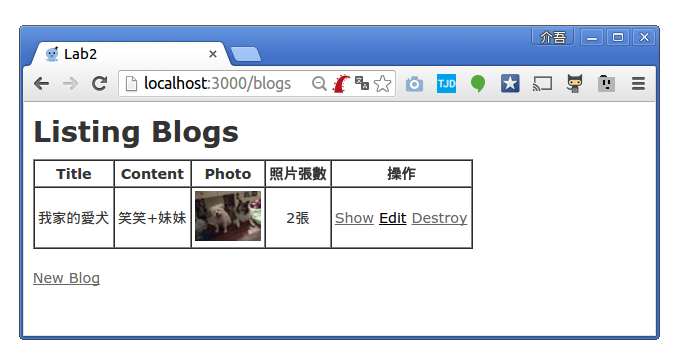 介吾
Lab2
localhost:3000/blogs
TJD
Listing Blogs
Title Content Photo 照片張數 操作
我家的愛犬 笑笑+妹妹 2張 Show Edit Destroy
New Blog